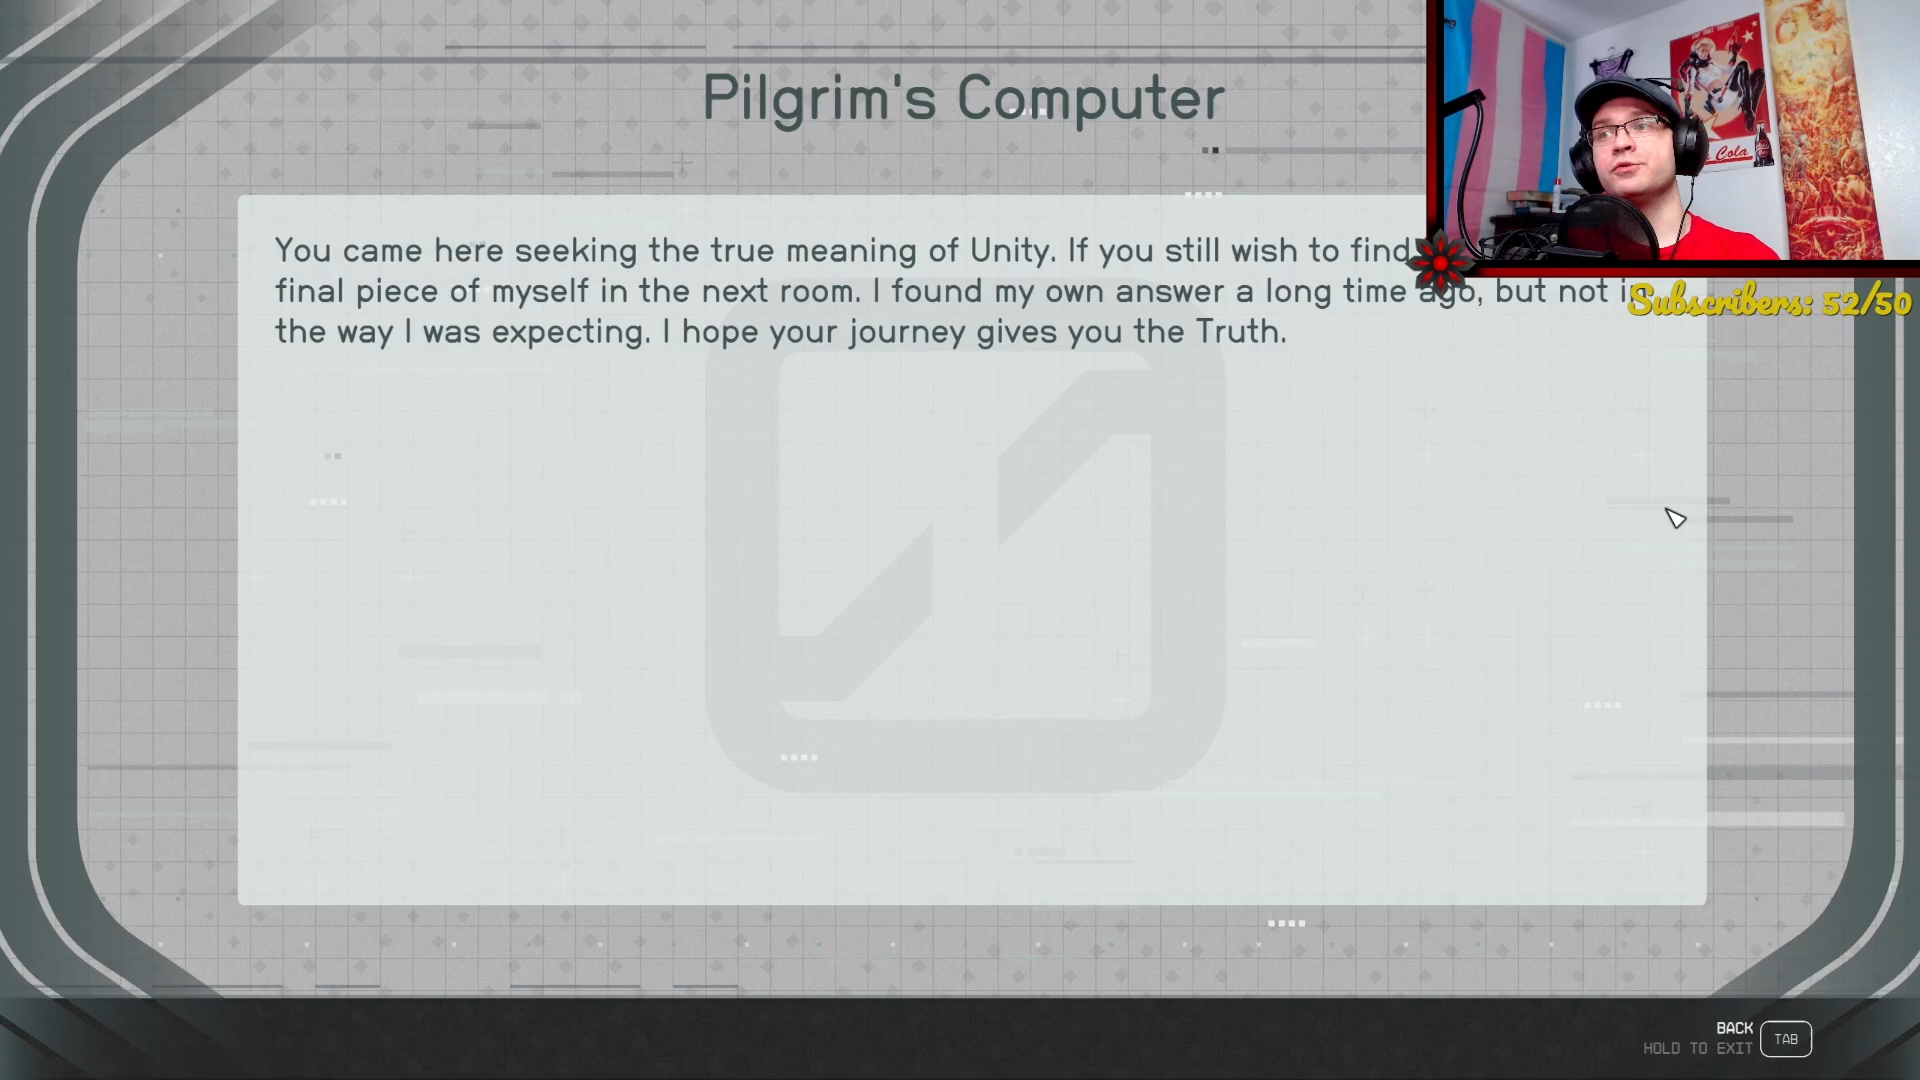 Pilgrim's Computer
You came here seeking the true meaning of Unity. If you still wish to find
final piece of myself in the next room. I found my own answer a long time ago, but not
the way I was expecting. I hope your journey gives you the Truth.
Cola
Subscribers: 52/50
BACK
HOLD TO EXIT
TAB